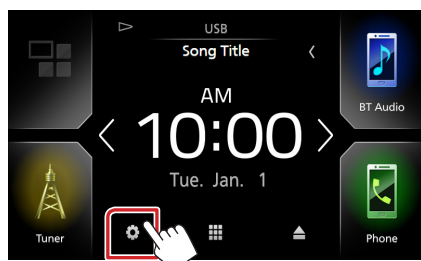 USB
Song Title
AM
10:00
Tue. Jan. 1
BT Audio
Tuner
Phone